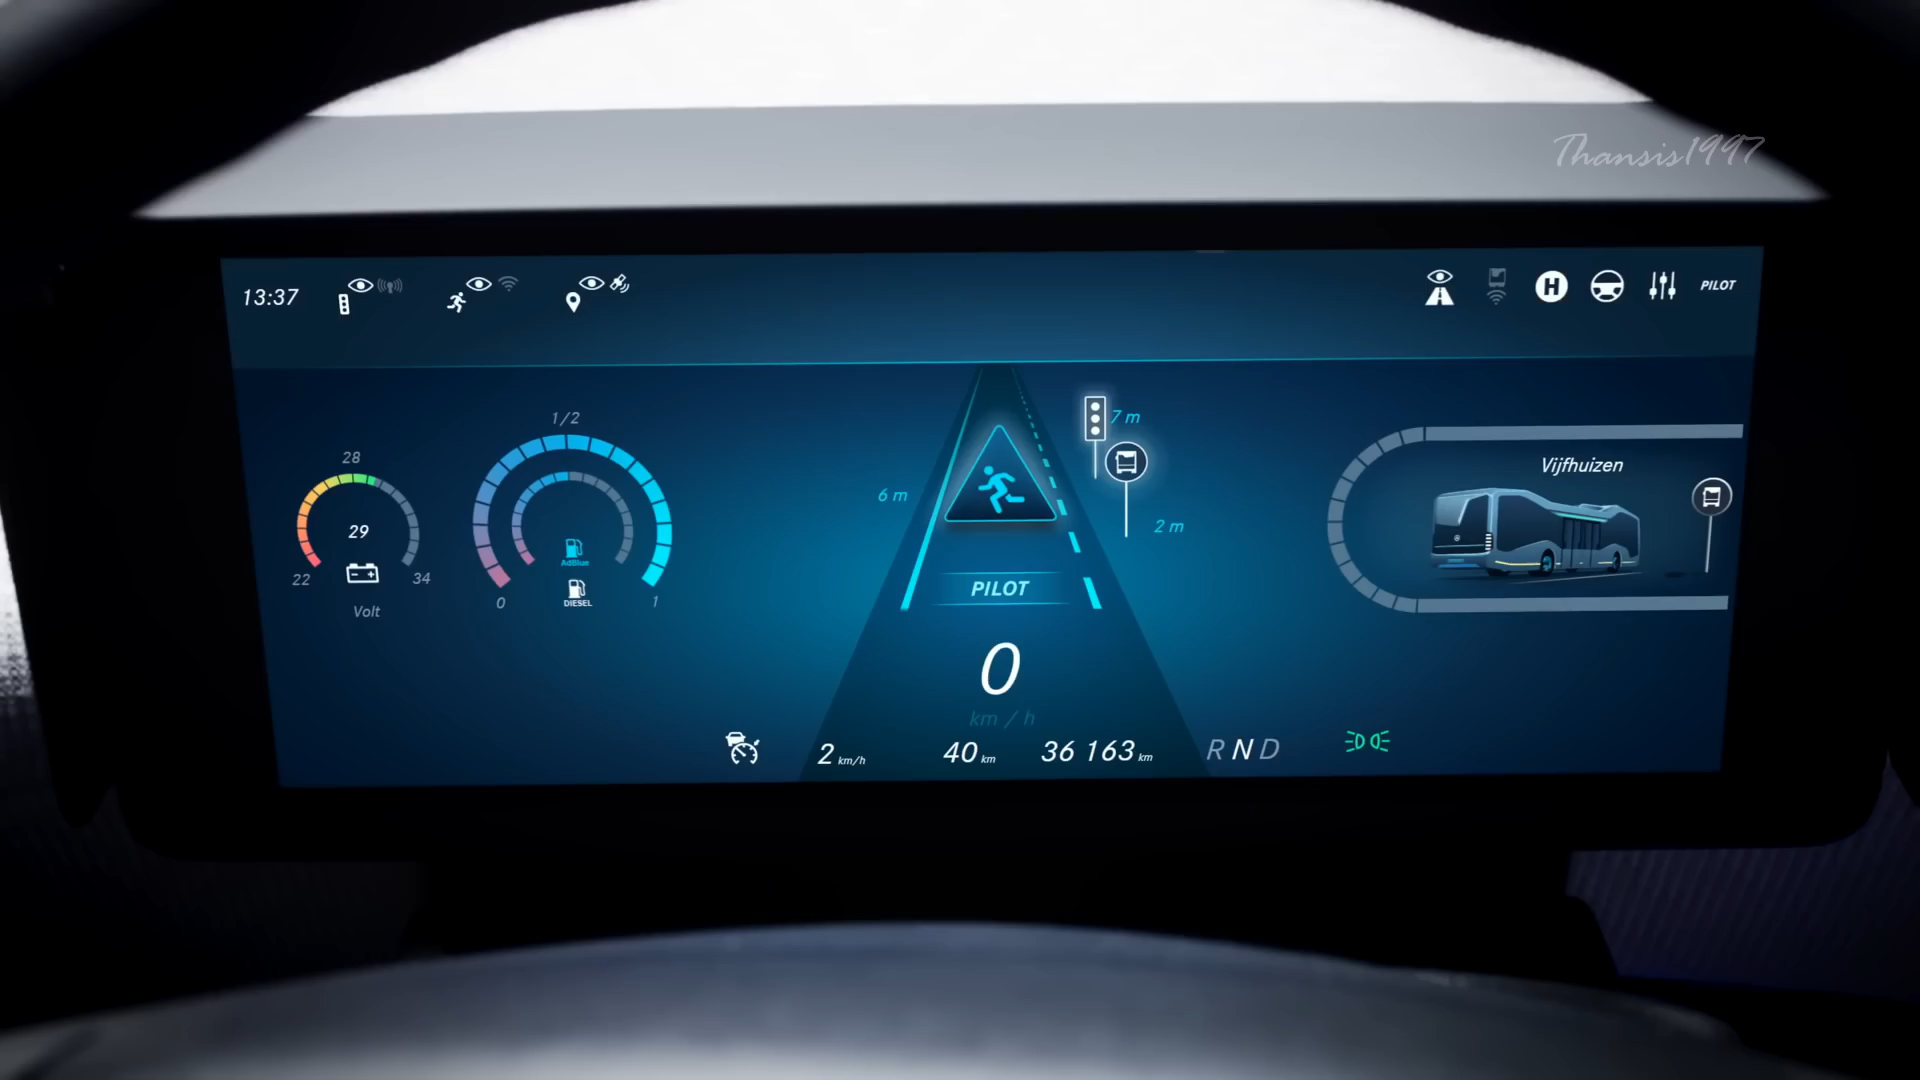 Thansis1997
13:37
H
PILOT
28
29
22
34
Volt
1/2
AdBlue
DIESEL
0
1
7 m
6 m
2 m
PILOT
0
km / h
2 km/h
40 km
36 163 km
R N D
Vijfhuizen